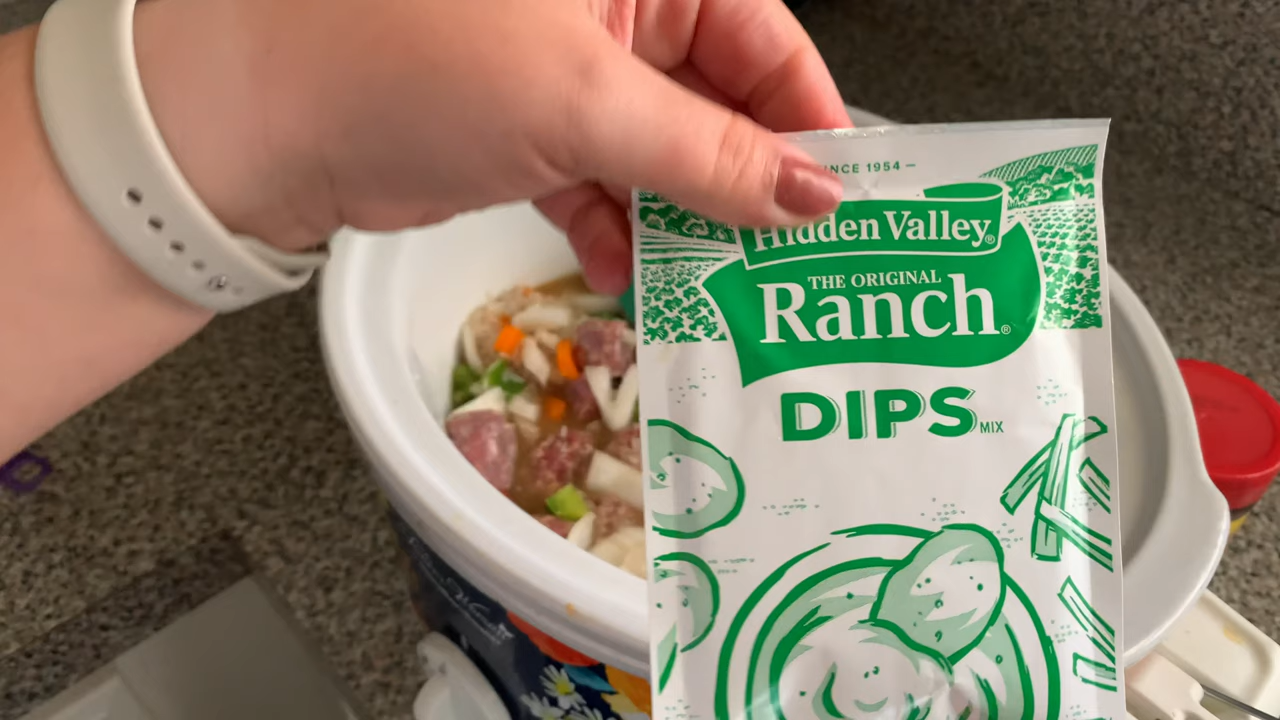 SINCE 1954
Hidden Valley®
THE ORIGINAL
Ranch®
DIPS MIX